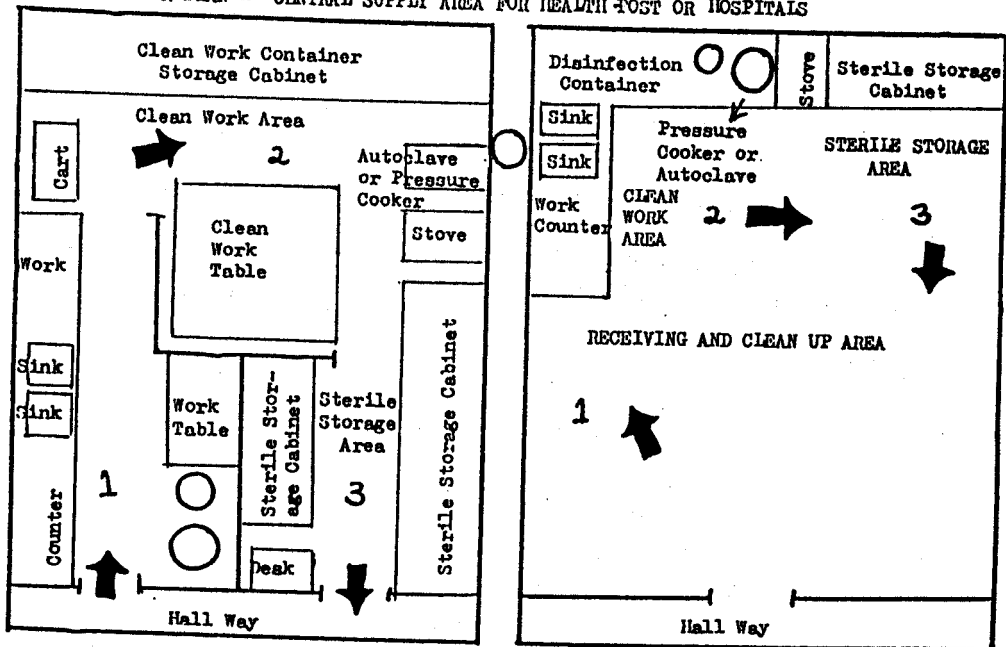 CENTRAL SUPPLY AREA FOR HEALTH POST OR HOSPITALS
Clean Work Container
Storage Cabinet
Clean Work Area
2
Cart
Autoclave
or Pressure
Cooker
Clean
Work
Table
Stove
Work
Sink
Sink
Counter
1
Work
Table
Sterile Stor-
age Cabinet
Desk
Sterile
Storage
Area
3
Sterile Storage Cabinet
Hall Way
Disinfection
Container
Stove
Sterile Storage
Cabinet
Sink
Sink
Work
Counter
Pressure
Cooker or
Autoclave
CLEAN
WORK
AREA
2
STERILE STORAGE
AREA
3
RECEIVING AND CLEAN UP AREA
1
Hall Way